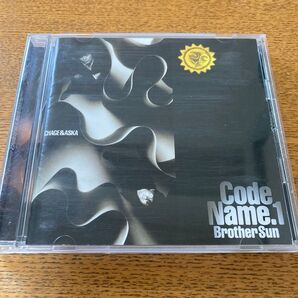 CHAGE&ASKA
Code
Name.1
Brother Sun